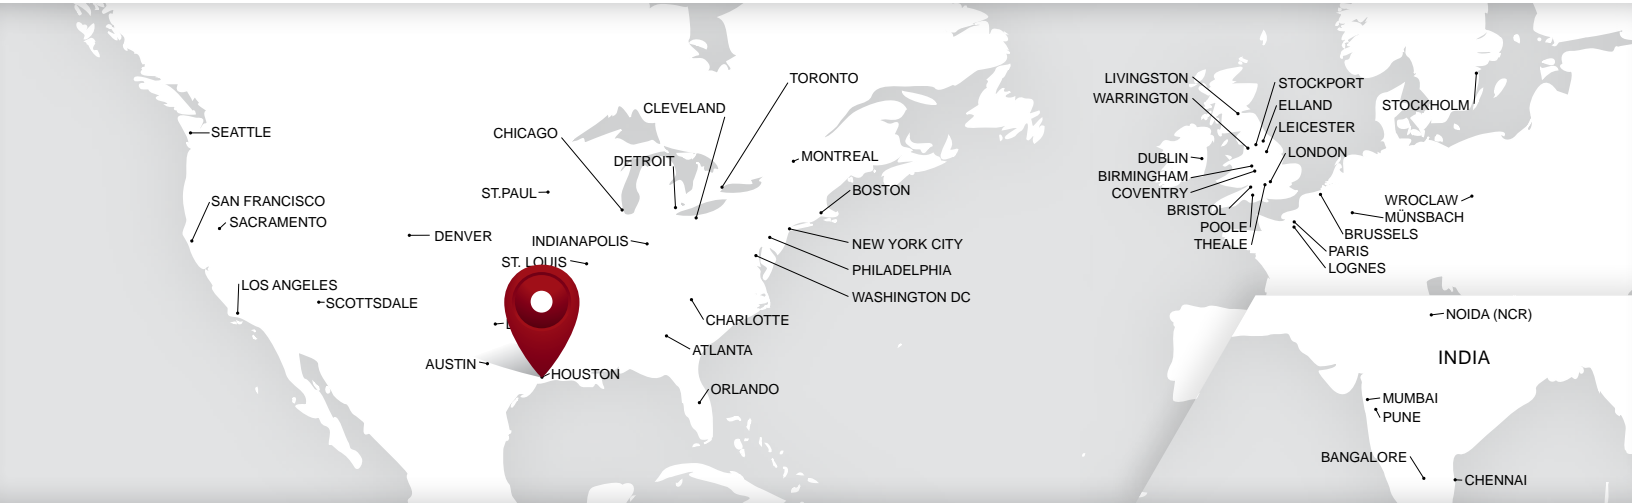 TORONTO
CLEVELAND
CHICAGO
SEATTLE
DETROIT
MONTREAL
ST.PAUL
BOSTON
SAN FRANCISCO
SACRAMENTO
DENVER
INDIANAPOLIS
NEW YORK CITY
ST. LOUIS
PHILADELPHIA
LOS ANGELES
WASHINGTON DC
SCOTTSDALE
CHARLOTTE
ATLANTA
AUSTIN
HOUSTON
ORLANDO
LIVINGSTON
STOCKPORT
WARRINGTON
ELLAND
STOCKHOLM
LEICESTER
LONDON
DUBLIN
BIRMINGHAM
COVENTRY
WROCLAW
BRISTOL
MÜNSBACH
POOLE
BRUSSELS
THEALE
PARIS
LOGNES
NOIDA (NCR)
INDIA
MUMBAI
PUNE
BANGALORE
CHENNAI